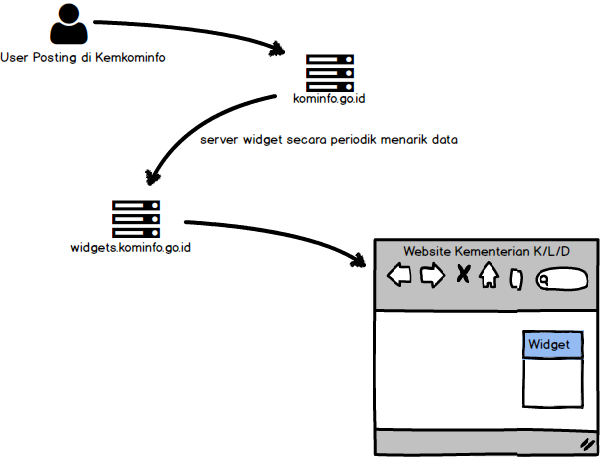 User Posting di Kemkominfo
kominfo.go.id
server widget secara periodik menarik data
widgets.kominfo.go.id
Website Kementerian K/L/D
Widget